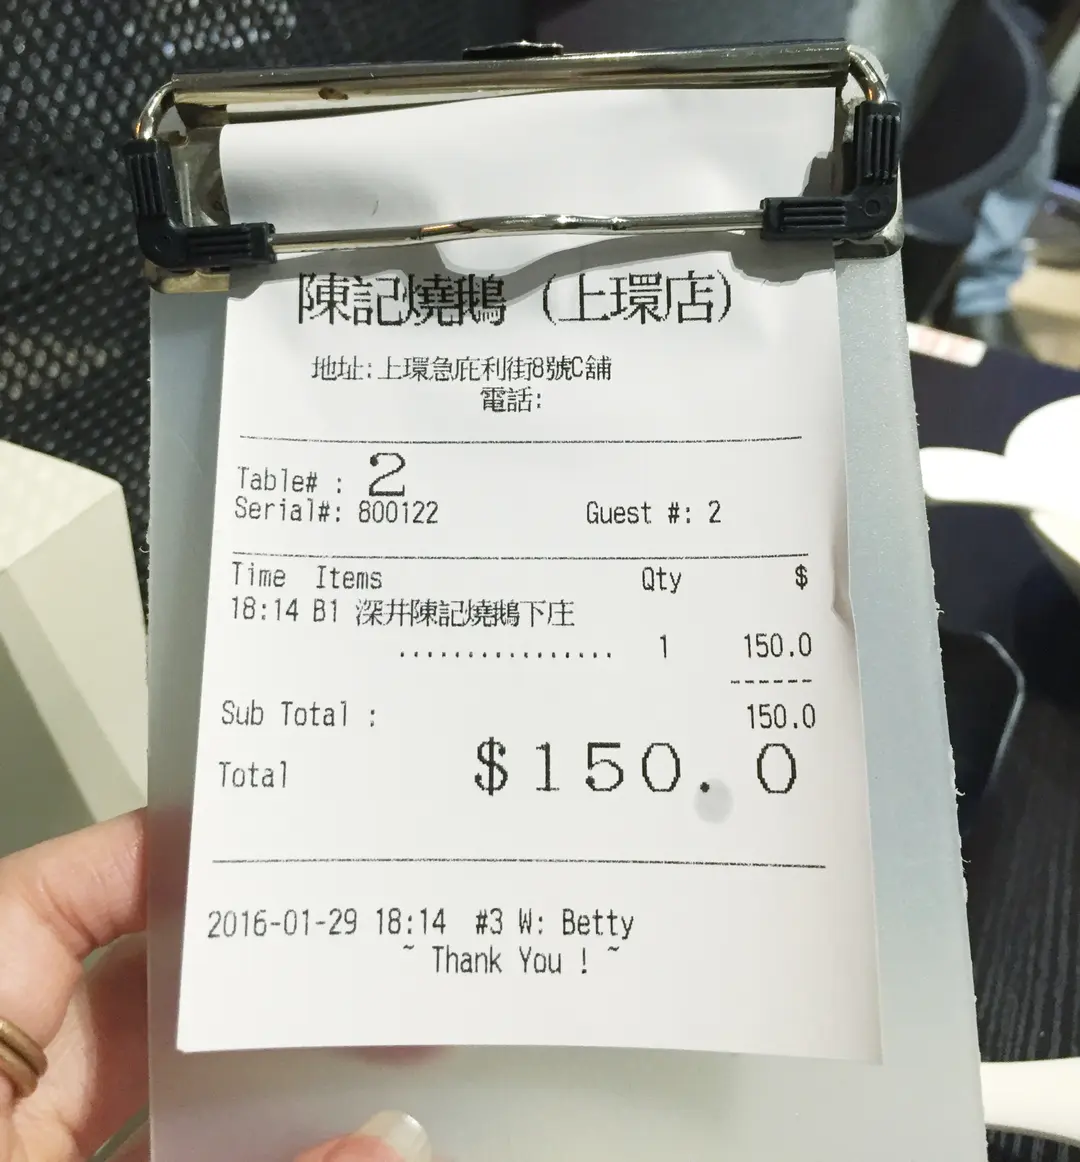 陳記燒鵝（上環店）
地址:上環急庇利街8號C舖
電話:
Table# : 2
Serial#: 800122 Guest #: 2
Time Items Qty $
18:14 B1 深井陳記燒鵝下庄
................ 1 150.0
------
Sub Total : 150.0
Total $150.0
2016-01-29 18:14 #3 W: Betty
~ Thank You ! ~